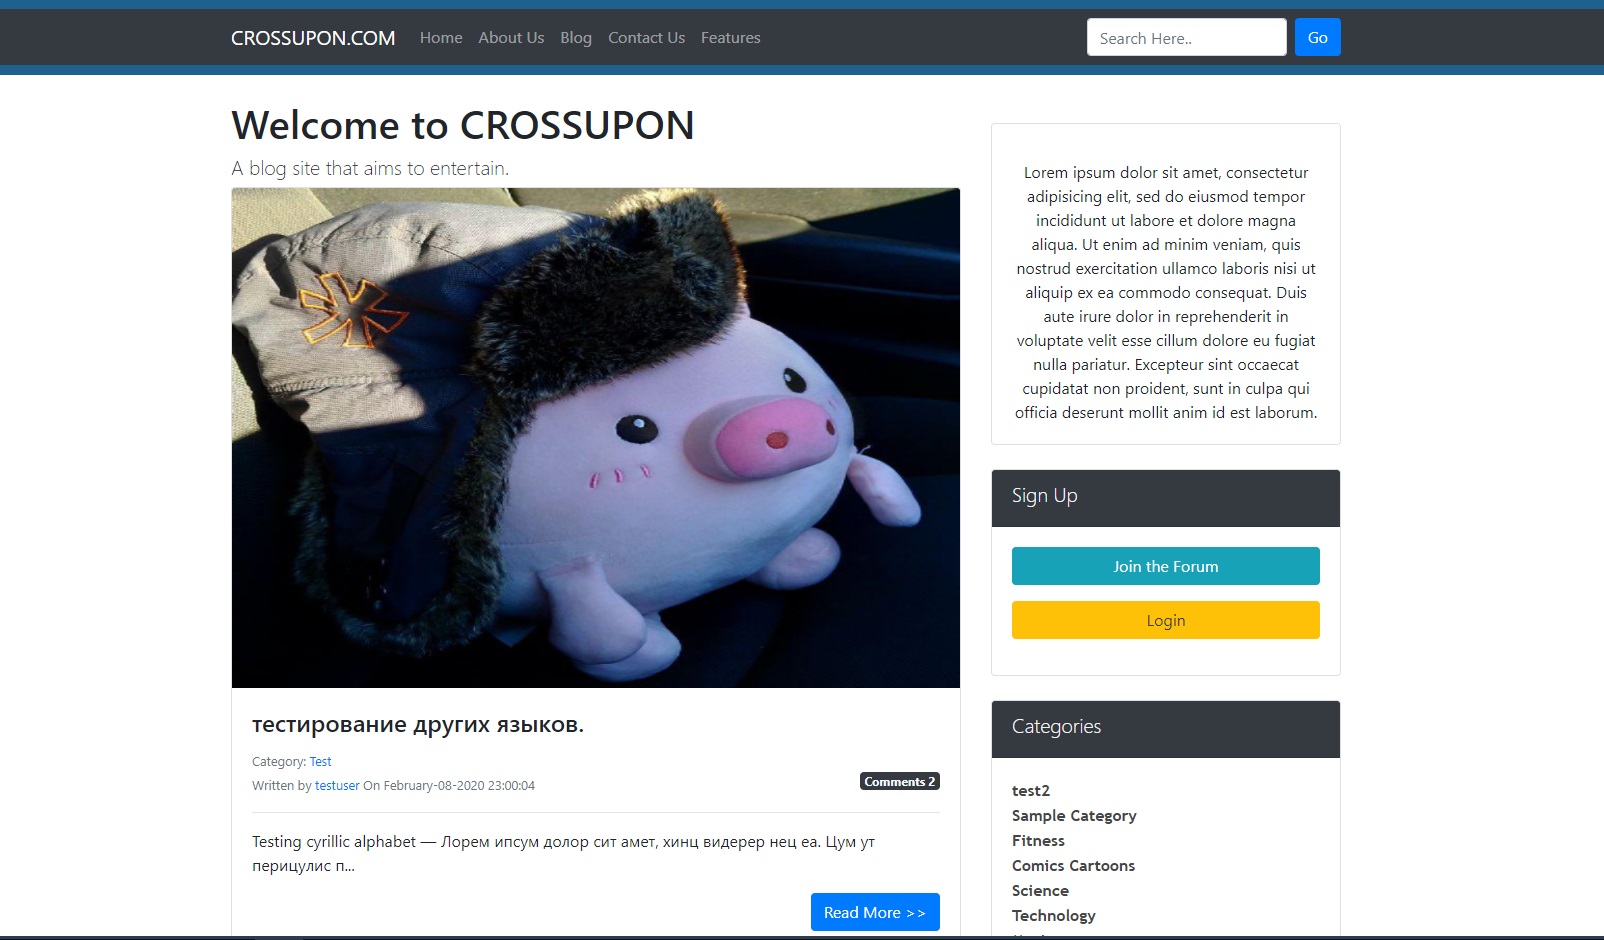 CROSSUPON.COM Home About Us Blog Contact Us Features Search Here.. Go
Welcome to CROSSUPON
A blog site that aims to entertain.
тестирование других языков.
Category: Test
Written by testuser On February-08-2020 23:00:04
Comments 2
Testing cyrillic alphabet — Лорем ипсум долор сит амет, хинц видерер нец еа. Цум ут
перицулис п...
Read More >>
Lorem ipsum dolor sit amet, consectetur
adipisicing elit, sed do eiusmod tempor
incididunt ut labore et dolore magna
aliqua. Ut enim ad minim veniam, quis
nostrud exercitation ullamco laboris nisi ut
aliquip ex ea commodo consequat. Duis
aute irure dolor in reprehenderit in
voluptate velit esse cillum dolore eu fugiat
nulla pariatur. Excepteur sint occaecat
cupidatat non proident, sunt in culpa qui
officia deserunt mollit anim id est laborum.
Sign Up
Join the Forum
Login
Categories
test2
Sample Category
Fitness
Comics Cartoons
Science
Technology